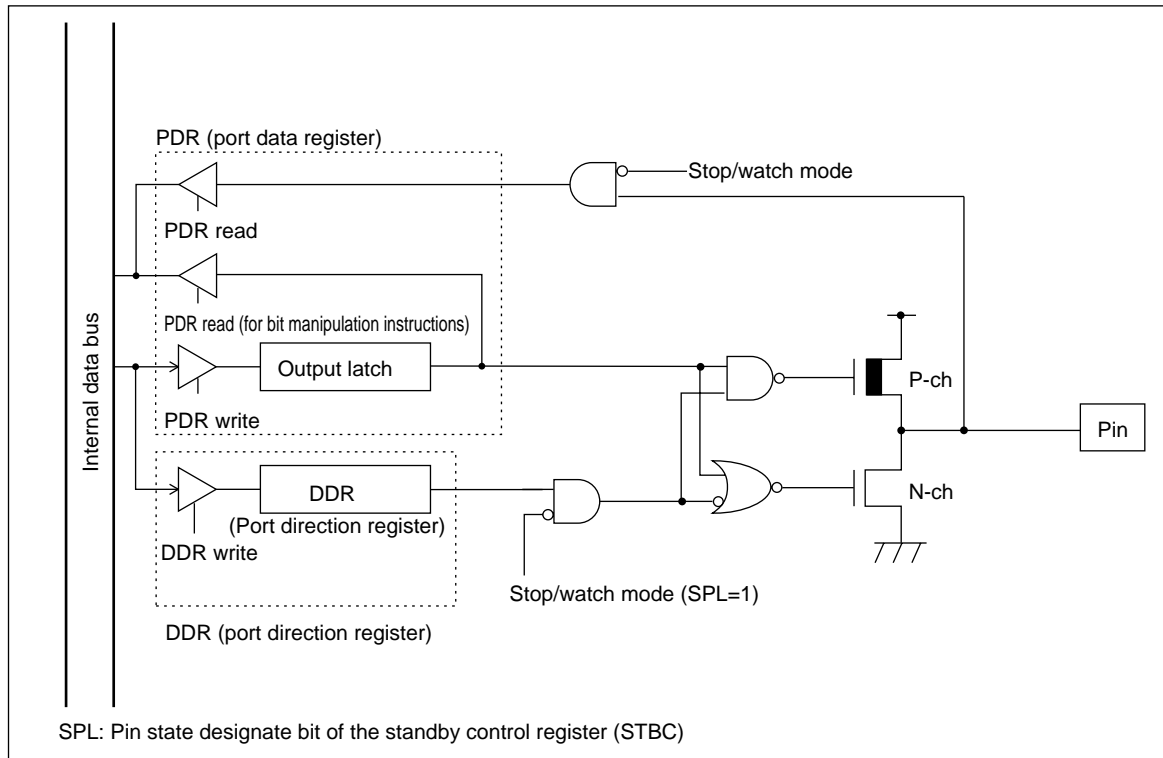 PDR (port data register)
Stop/watch mode
PDR read
PDR read (for bit manipulation instructions)
Output latch
P-ch
Pin
PDR write
Internal data bus
DDR
N-ch
(Port direction register)
DDR write
Stop/watch mode (SPL=1)
DDR (port direction register)
SPL: Pin state designate bit of the standby control register (STBC)